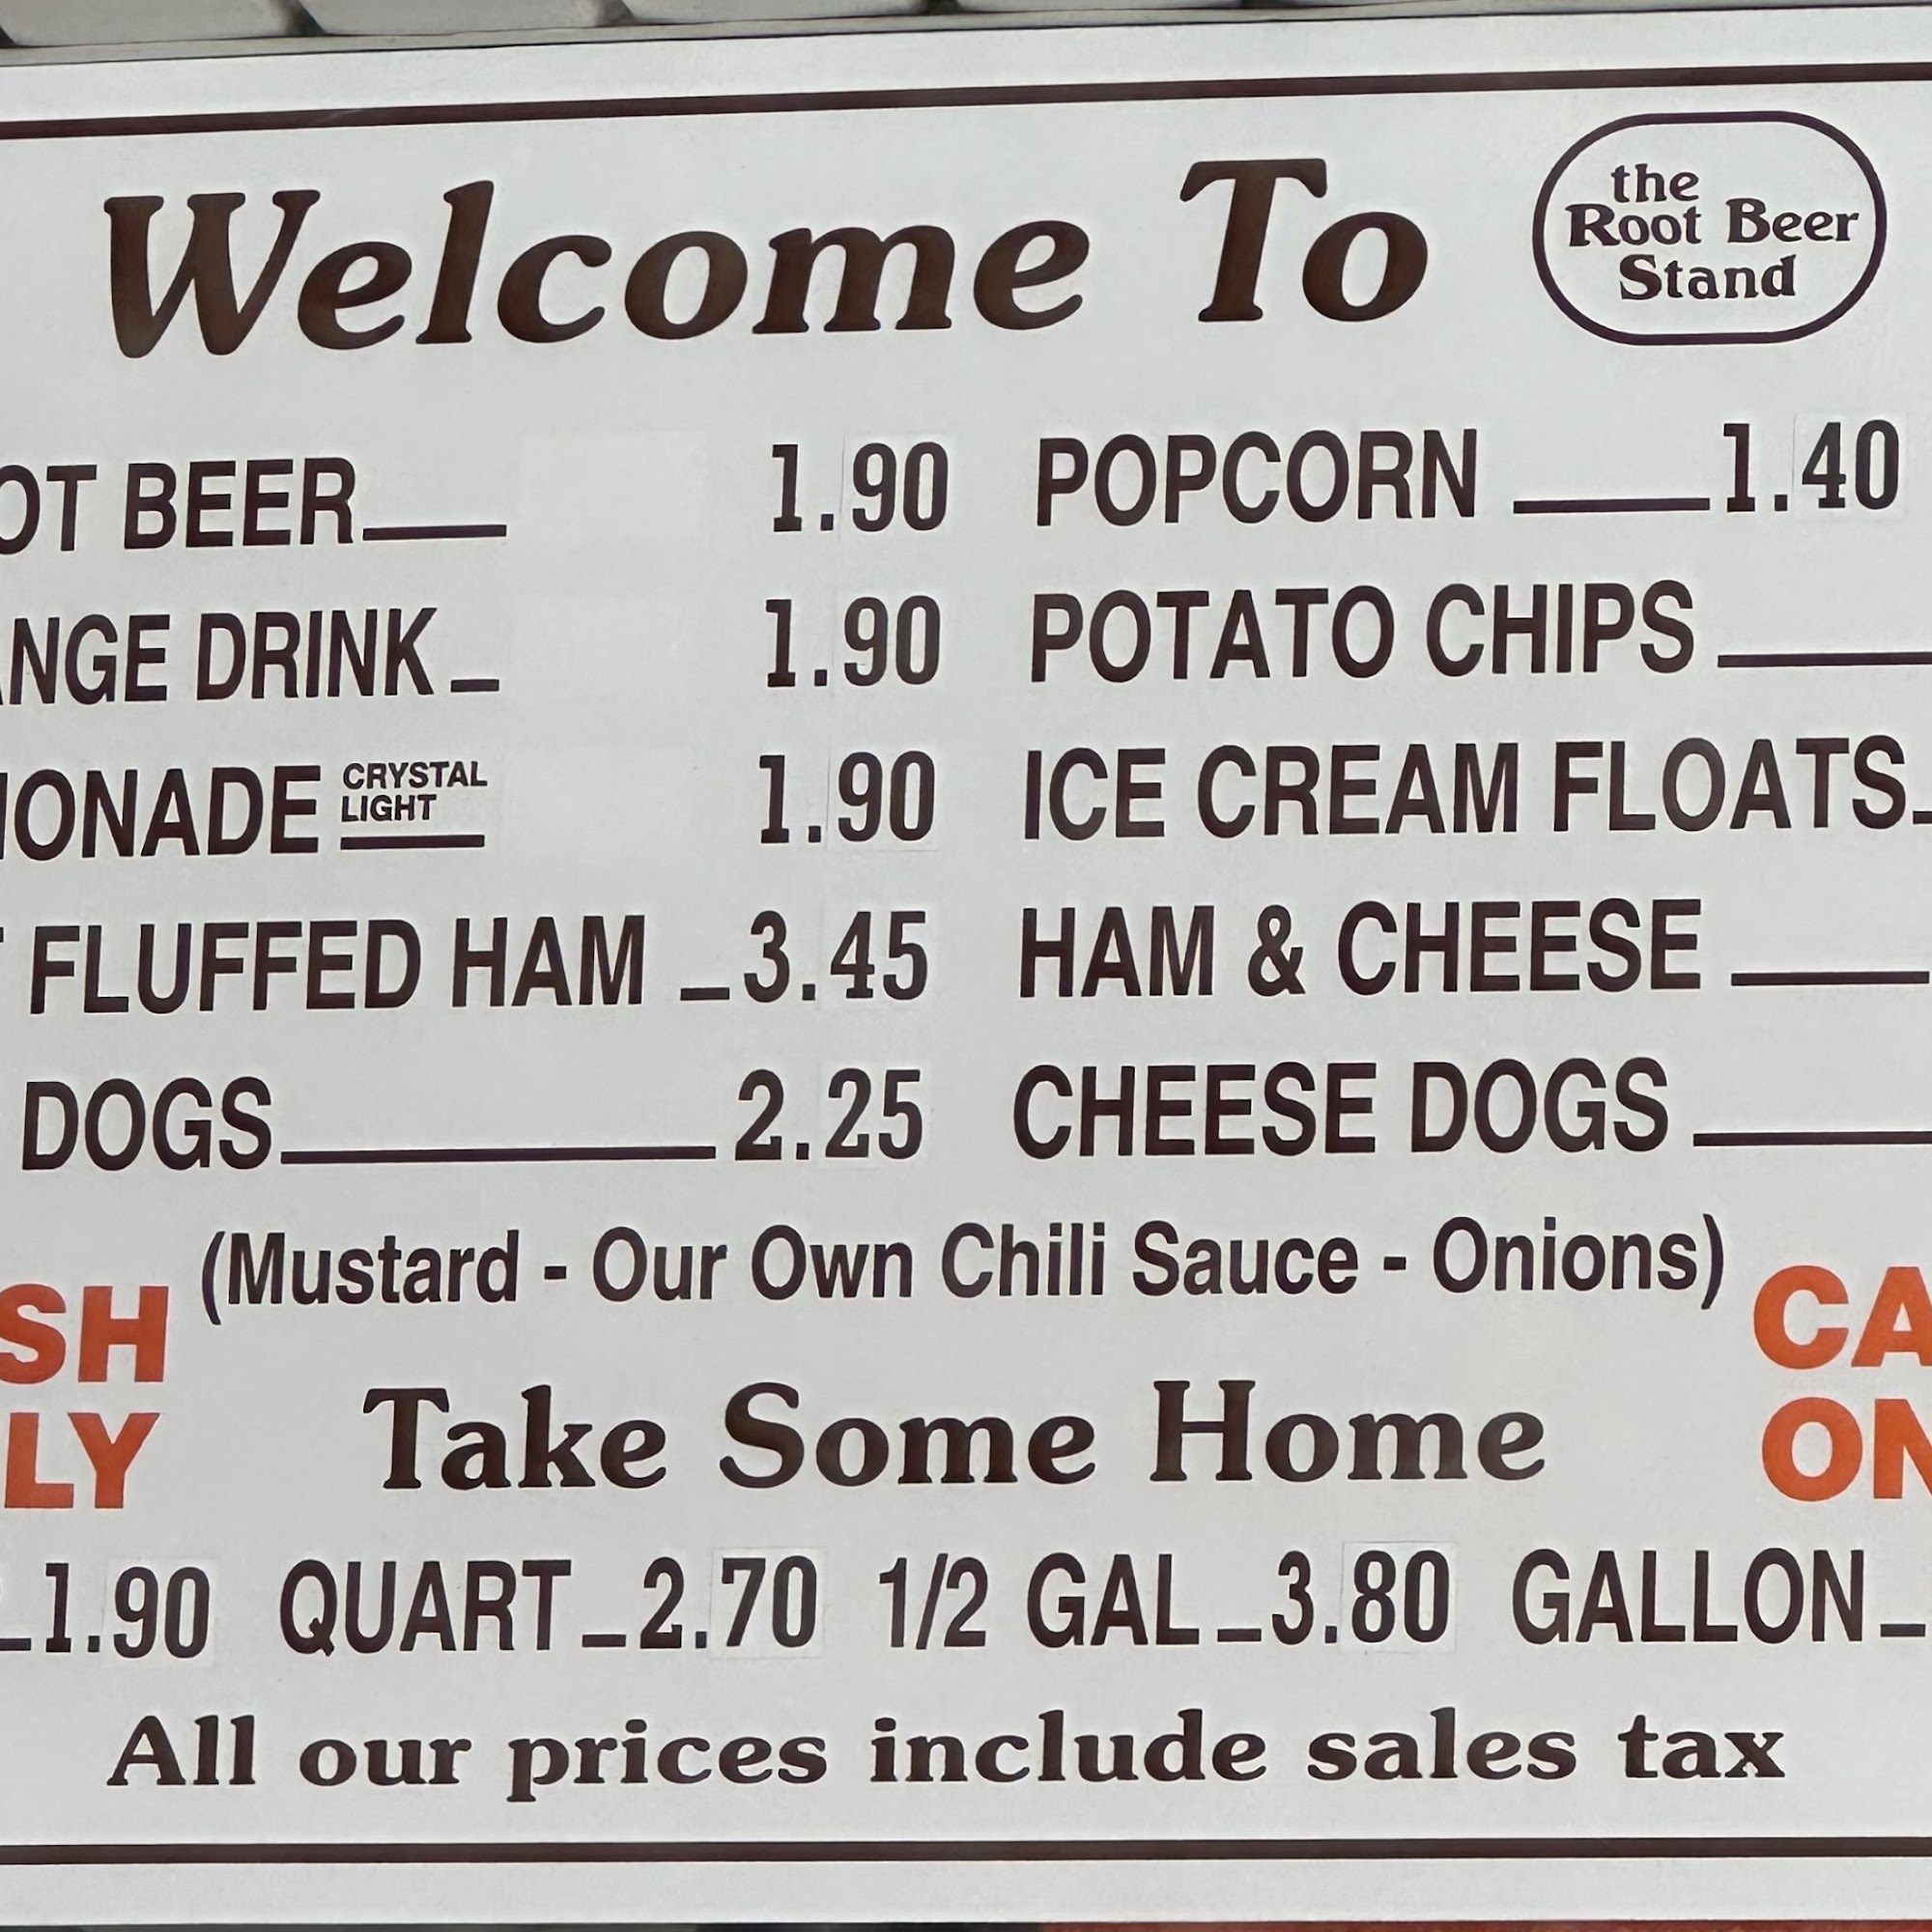 Welcome To
the
Root Beer
Stand
OT BEER 1.90 POPCORN 1.40
NGE DRINK 1.90 POTATO CHIPS
ONADE CRYSTAL LIGHT 1.90 ICE CREAM FLOATS
FLUFFED HAM 3.45 HAM & CHEESE
DOGS 2.25 CHEESE DOGS
(Mustard - Our Own Chili Sauce - Onions)
SH CA
LY ON
Take Some Home
1.90 QUART 2.70 1/2 GAL 3.80 GALLON
All our prices include sales tax